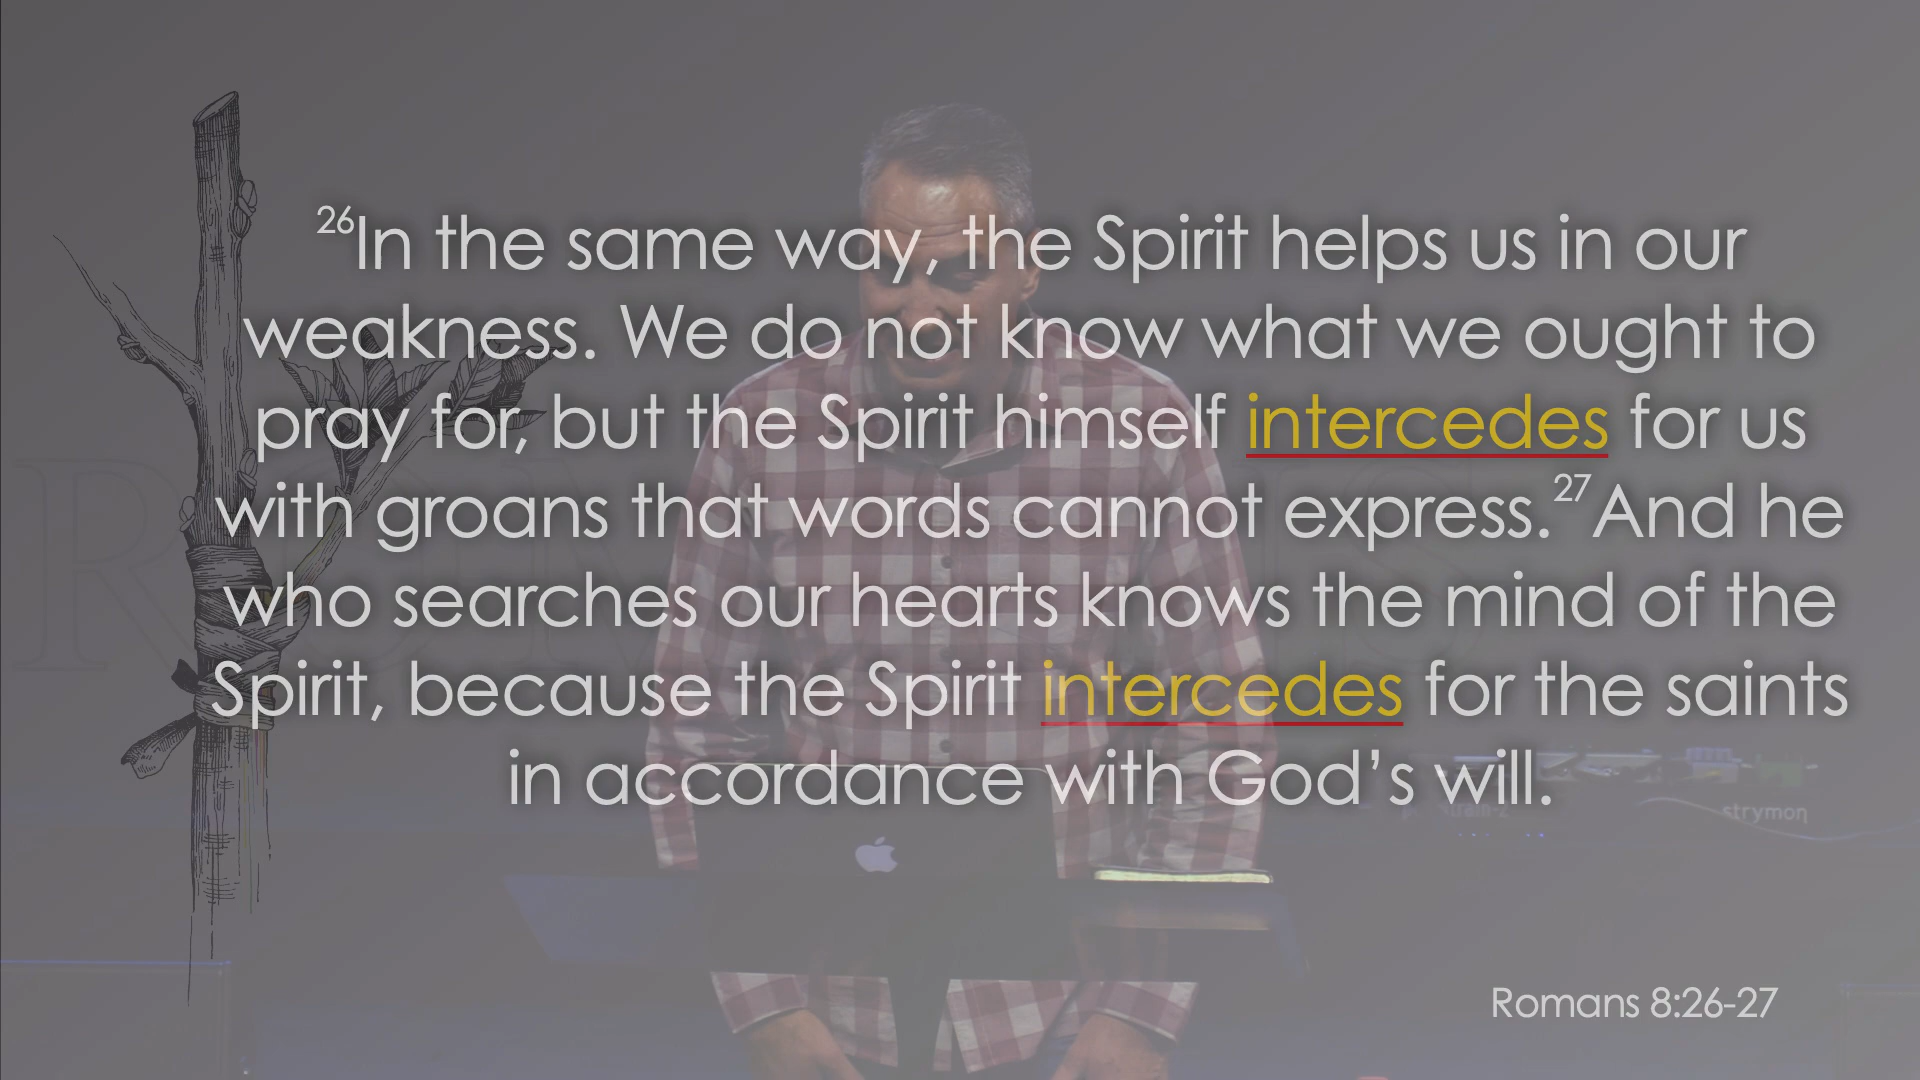 26In the same way, the Spirit helps us in our
weakness. We do not know what we ought to
pray for, but the Spirit himself intercedes for us
with groans that words cannot express.27And he
who searches our hearts knows the mind of the
Spirit, because the Spirit intercedes for the saints
in accordance with God’s will.
strymon
Romans 8:26-27